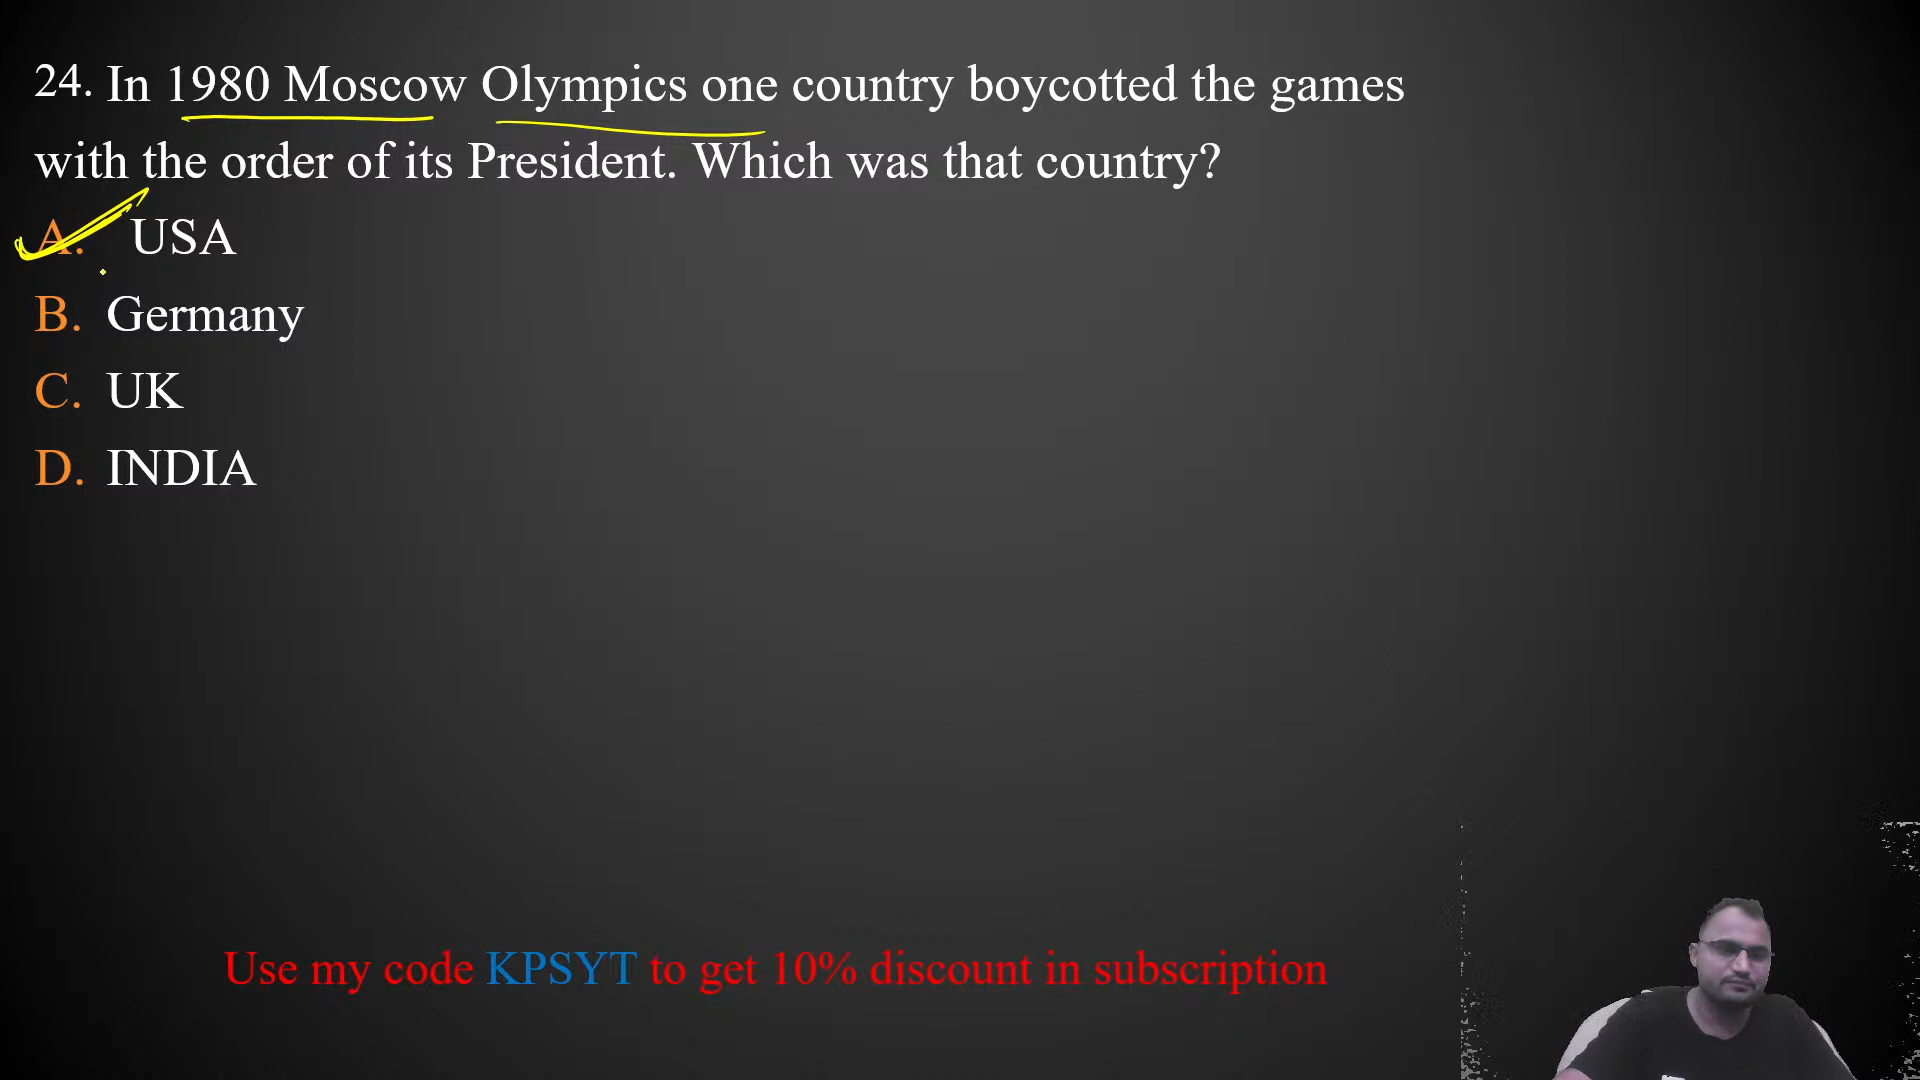 24. In 1980 Moscow Olympics one country boycotted the games
with the order of its President. Which was that country?
A. USA
B. Germany
C. UK
D. INDIA
Use my code KPSYT to get 10% discount in subscription